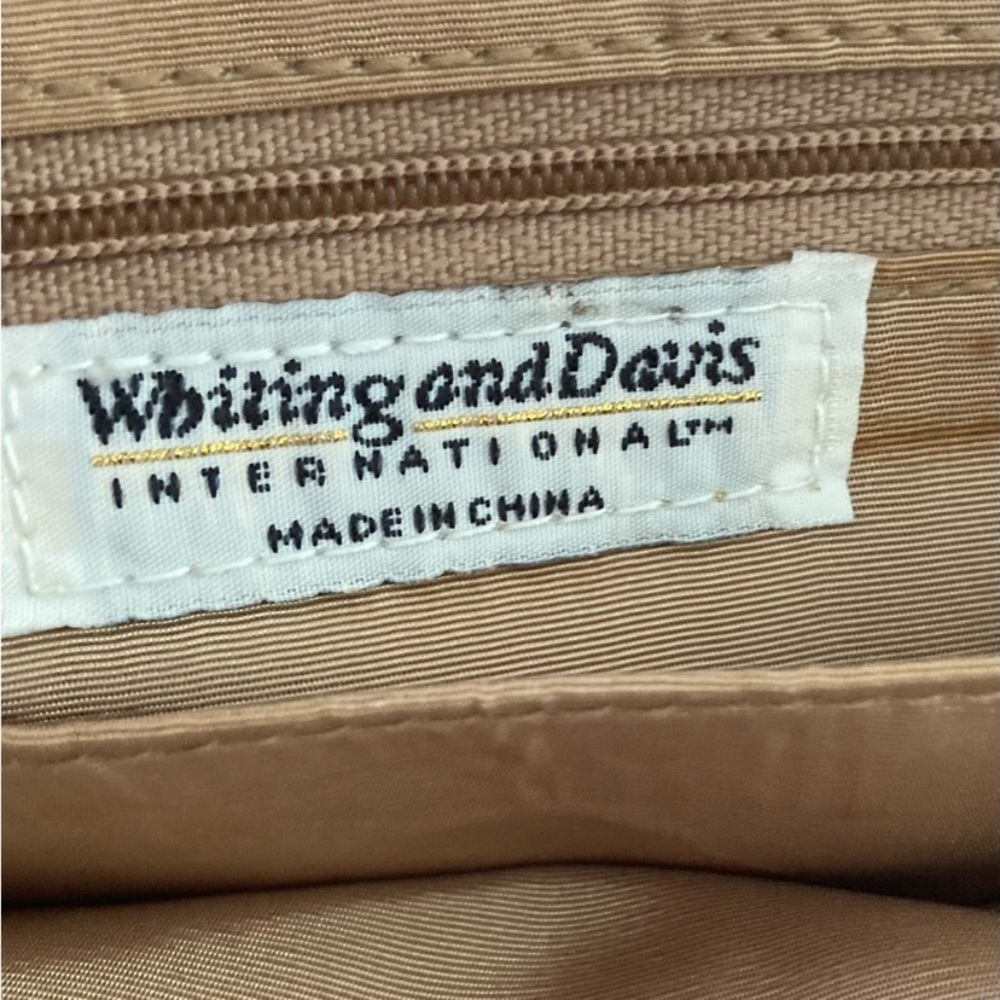 Whiting and Davis
INTERNATIONAL™
MADE IN CHINA